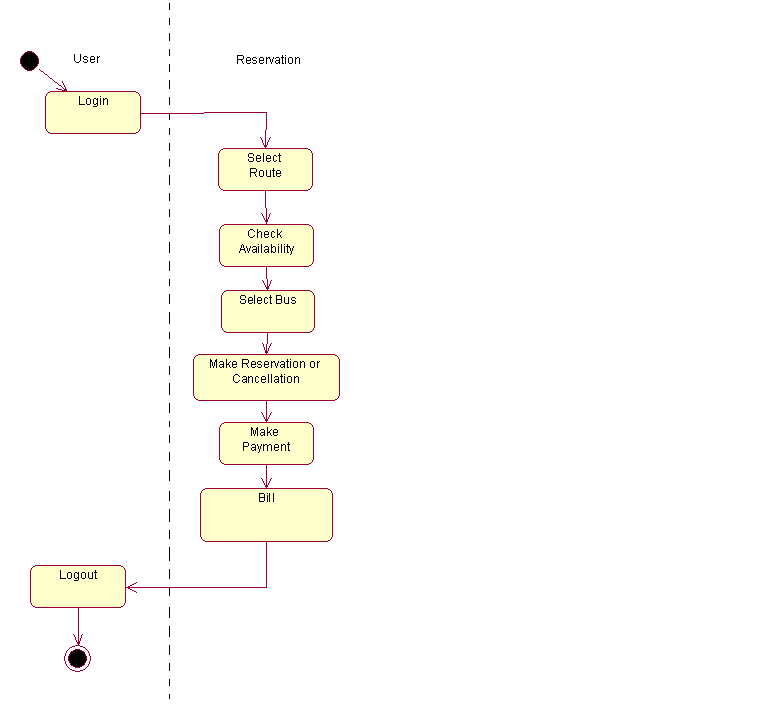 User
Reservation
Login
Select
Route
Check
Availability
Select Bus
Make Reservation or
Cancellation
Make
Payment
Bill
Logout